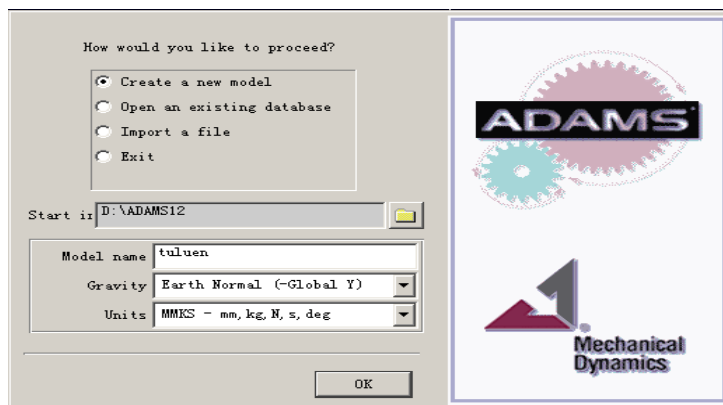 How would you like to proceed?
Create a new model
Open an existing database
Import a file
Exit
Start in
D:\ADAMS12
Model name
tuluen
Gravity
Earth Normal (-Global Y)
Units
MMKS - mm,kg,N,s,deg
OK
ADAMS
Mechanical
Dynamics